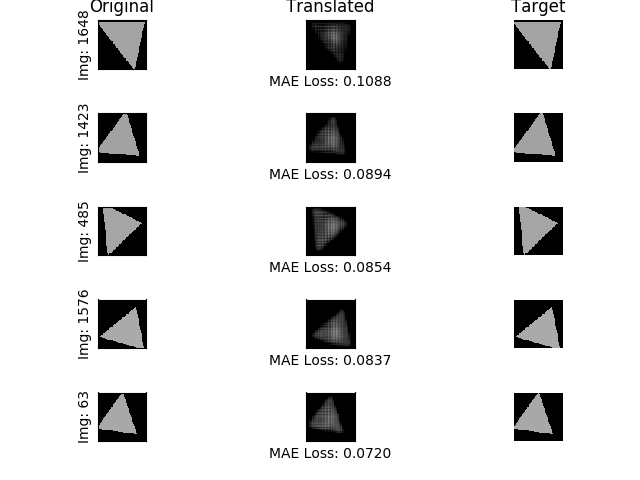 Original Translated Target
Img: 1648
MAE Loss: 0.1088
Img: 1423
MAE Loss: 0.0894
Img: 485
MAE Loss: 0.0854
Img: 1576
MAE Loss: 0.0837
Img: 63
MAE Loss: 0.0720